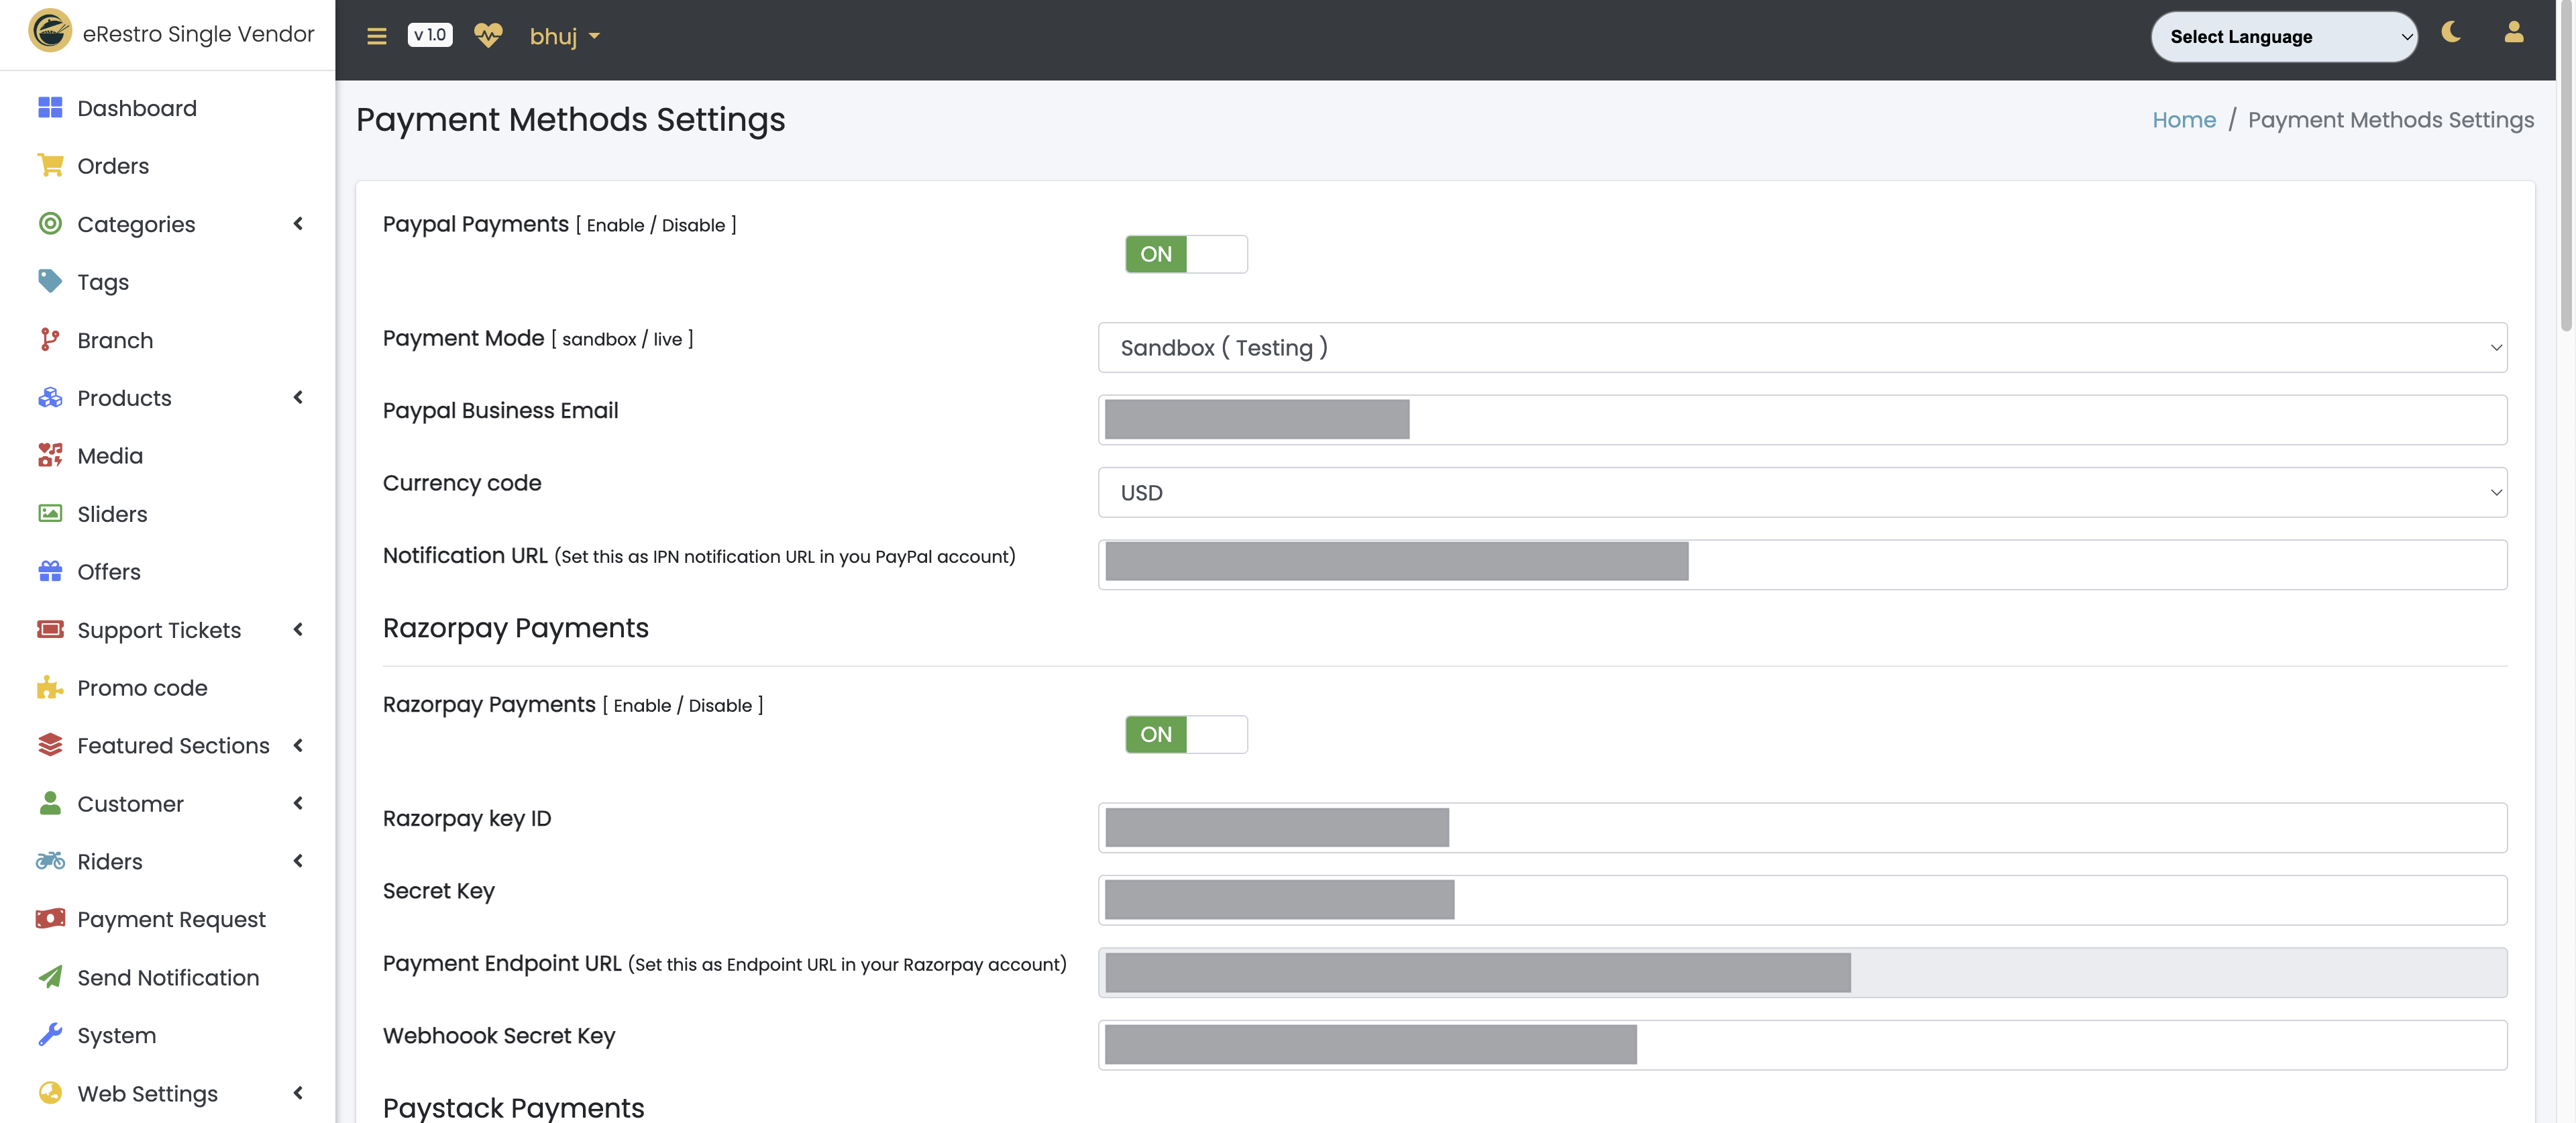 eRestro Single Vendor
v 1.0
bhuj
Select Language
Dashboard
Orders
Categories
Tags
Branch
Products
Media
Sliders
Offers
Support Tickets
Promo code
Featured Sections
Customer
Riders
Payment Request
Send Notification
System
Web Settings
Payment Methods Settings
Home / Payment Methods Settings
Paypal Payments [ Enable / Disable ]
ON
Payment Mode [ sandbox / live ]
Sandbox ( Testing )
Paypal Business Email
Currency code
USD
Notification URL (Set this as IPN notification URL in you PayPal account)
Razorpay Payments
Razorpay Payments [ Enable / Disable ]
ON
Razorpay key ID
Secret Key
Payment Endpoint URL (Set this as Endpoint URL in your Razorpay account)
Webhoook Secret Key
Paystack Payments